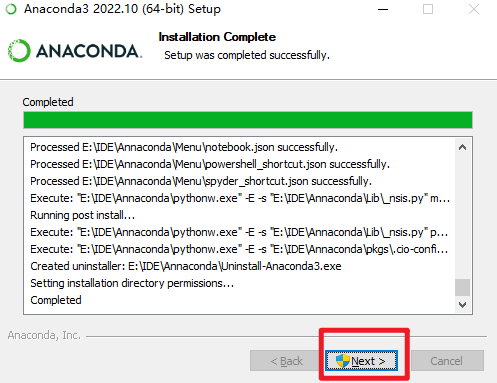 Anaconda3 2022.10 (64-bit) Setup
ANACONDA.
Installation Complete
Setup was completed successfully.
Completed
Processed E:\IDE\Annaconda\Menu\notebook.json successfully.
Processed E:\IDE\Annaconda\Menu\powershell_shortcut.json successfully.
Processed E:\IDE\Annaconda\Menu\spyder_shortcut.json successfully.
Execute: "E:\IDE\Annaconda\pythonw.exe" -E -s "E:\IDE\Annaconda\Lib\_nsis.py" m...
Running post install...
Execute: "E:\IDE\Annaconda\pythonw.exe" -E -s "E:\IDE\Annaconda\Lib\_nsis.py" p...
Execute: "E:\IDE\Annaconda\pythonw.exe" -E -s "E:\IDE\Annaconda\pkgs\.cio-confi...
Created uninstaller: E:\IDE\Annaconda\Uninstall-Anaconda3.exe
Setting installation directory permissions...
Completed
Anaconda, Inc.
< Back Next > Cancel